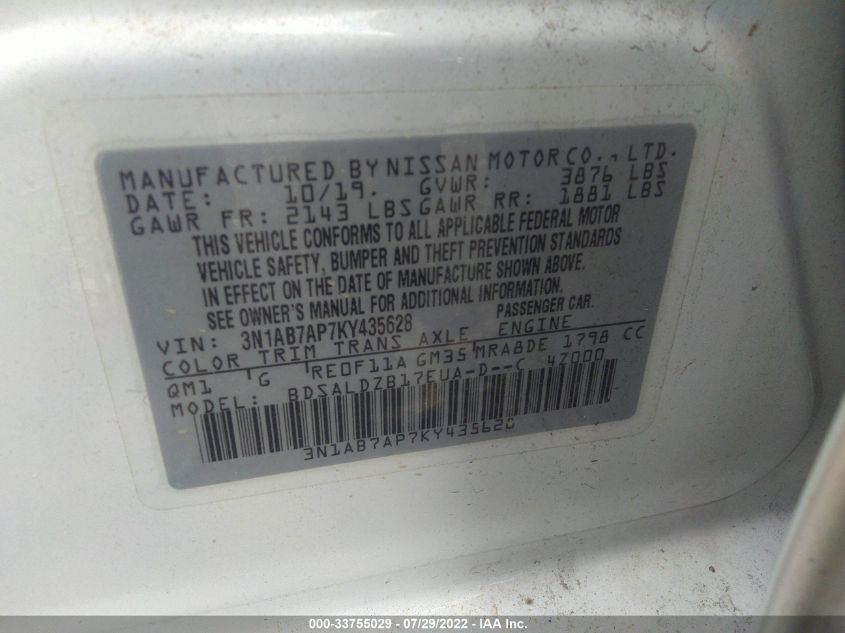 MANUFACTURED BY NISSAN MOTOR CO., LTD.
DATE: 10/19. GVWR: 3876 LBS
GAWR FR: 2143 LBS GAWR RR: 1881 LBS
THIS VEHICLE CONFORMS TO ALL APPLICABLE FEDERAL MOTOR
VEHICLE SAFETY, BUMPER AND THEFT PREVENTION STANDARDS
IN EFFECT ON THE DATE OF MANUFACTURE SHOWN ABOVE.
SEE OWNER'S MANUAL FOR ADDITIONAL INFORMATION.
VIN: 3N1AB7AP7KY435628 PASSENGER CAR.
COLOR TRIM TRANS AXLE ENGINE
QM1 G RE0F11A GM35 MRA8DE 1798 CC
MODEL: BDSALDZB17EUA-D--C 4Z000
3N1AB7AP7KY435628
000-33755029 - 07/29/2022 - IAA Inc.